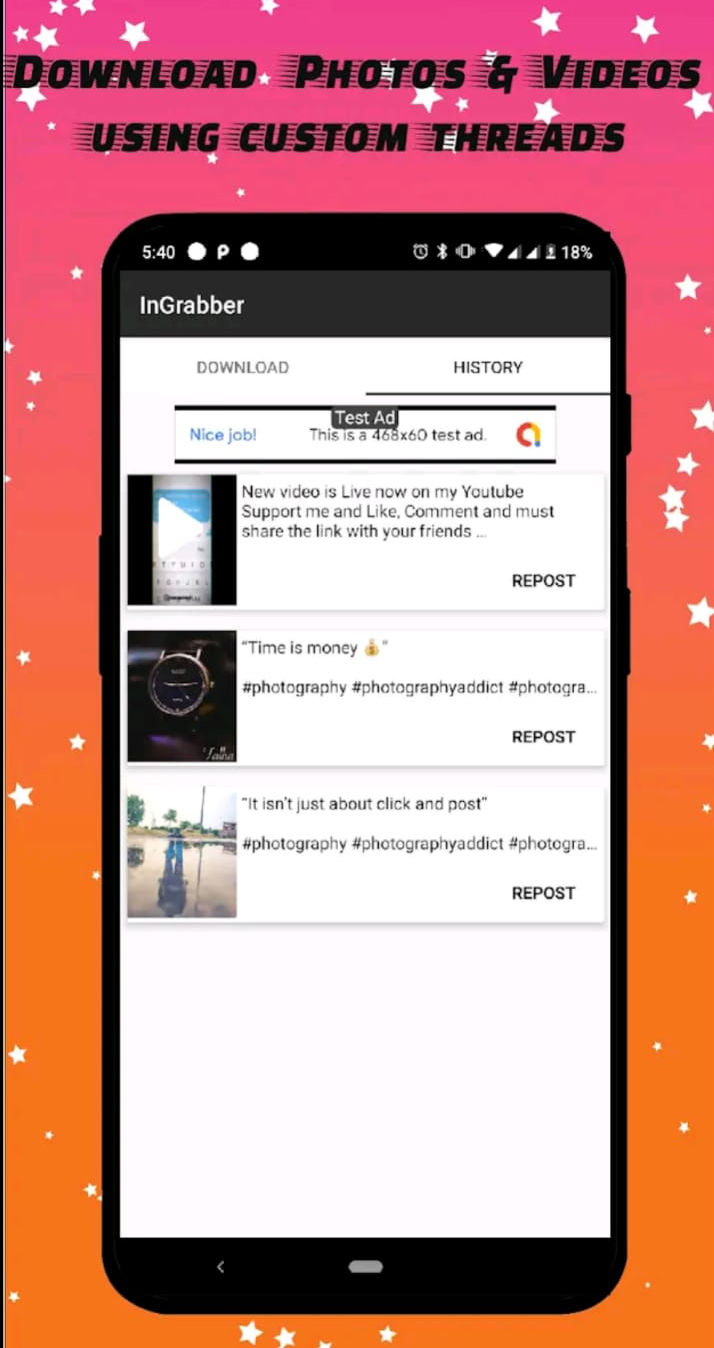 Download Photos & Videos
using custom threads
5:40 P 18%
InGrabber
DOWNLOAD HISTORY
Test Ad
Nice job! This is a 468x60 test ad.
New video is Live now on my Youtube
Support me and Like, Comment and must
share the link with your friends ...
REPOST
"Time is money 💰"
#photography #photographyaddict #photogra...
REPOST
"It isn't just about click and post"
#photography #photographyaddict #photogra...
REPOST